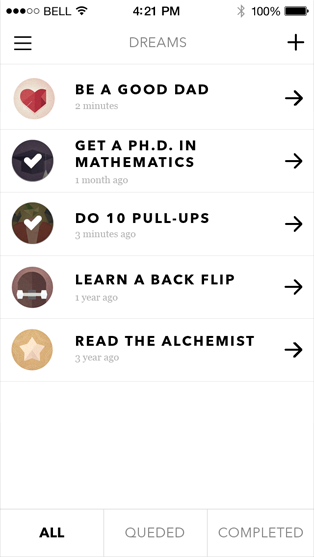 BELL 4:21 PM 100%
DREAMS
BE A GOOD DAD
2 minutes
GET A PH.D. IN
MATHEMATICS
1 month ago
DO 10 PULL-UPS
3 minutes ago
LEARN A BACK FLIP
1 year ago
READ THE ALCHEMIST
3 year ago
ALL QUEDED COMPLETED